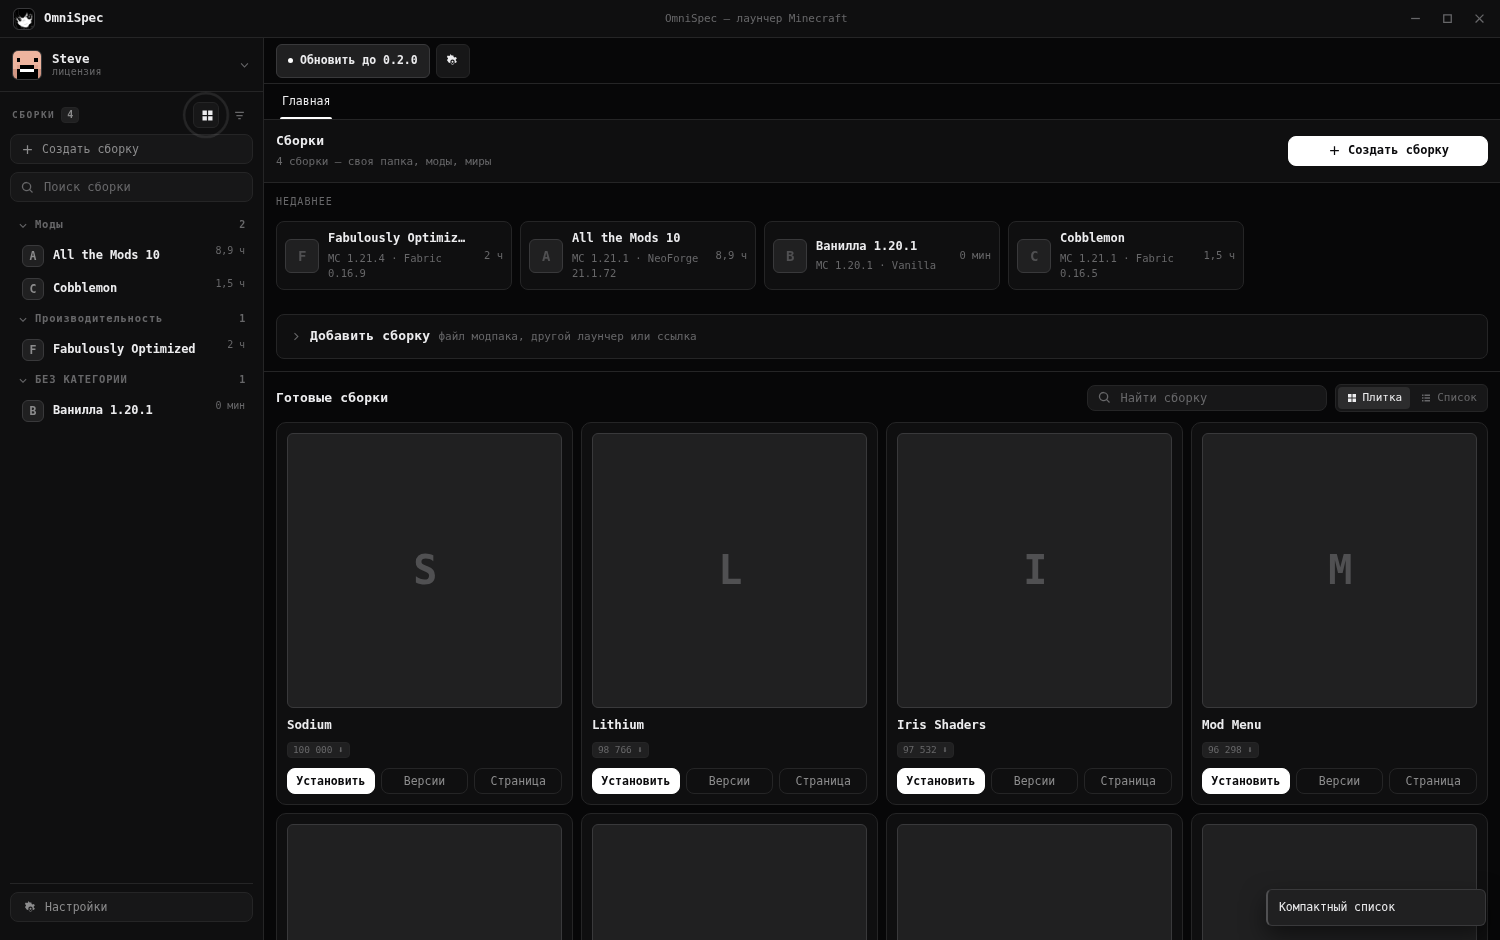 OmniSpec
OmniSpec — лаунчер Minecraft
Steve
лицензия
Обновить до 0.2.0
Главная
СБОРКИ 4
Создать сборку
Поиск сборки
Моды 2
A All the Mods 10 8,9 ч
C Cobblemon 1,5 ч
Производительность 1
F Fabulously Optimized 2 ч
БЕЗ КАТЕГОРИИ 1
В Ванилла 1.20.1 0 мин
Настройки
Сборки
4 сборки — своя папка, моды, миры
Создать сборку
НЕДАВНЕЕ
F Fabulously Optimiz…
MC 1.21.4 · Fabric
0.16.9
2 ч
A All the Mods 10
MC 1.21.1 · NeoForge
21.1.72
8,9 ч
В Ванилла 1.20.1
MC 1.20.1 · Vanilla
0 мин
C Cobblemon
MC 1.21.1 · Fabric
0.16.5
1,5 ч
Добавить сборку файл модпака, другой лаунчер или ссылка
Готовые сборки
Найти сборку
Плитка
Список
S
Sodium
100 000 ⬇
Установить Версии Страница
L
Lithium
98 766 ⬇
Установить Версии Страница
I
Iris Shaders
97 532 ⬇
Установить Версии Страница
M
Mod Menu
96 298 ⬇
Установить Версии Страница
Компактный список